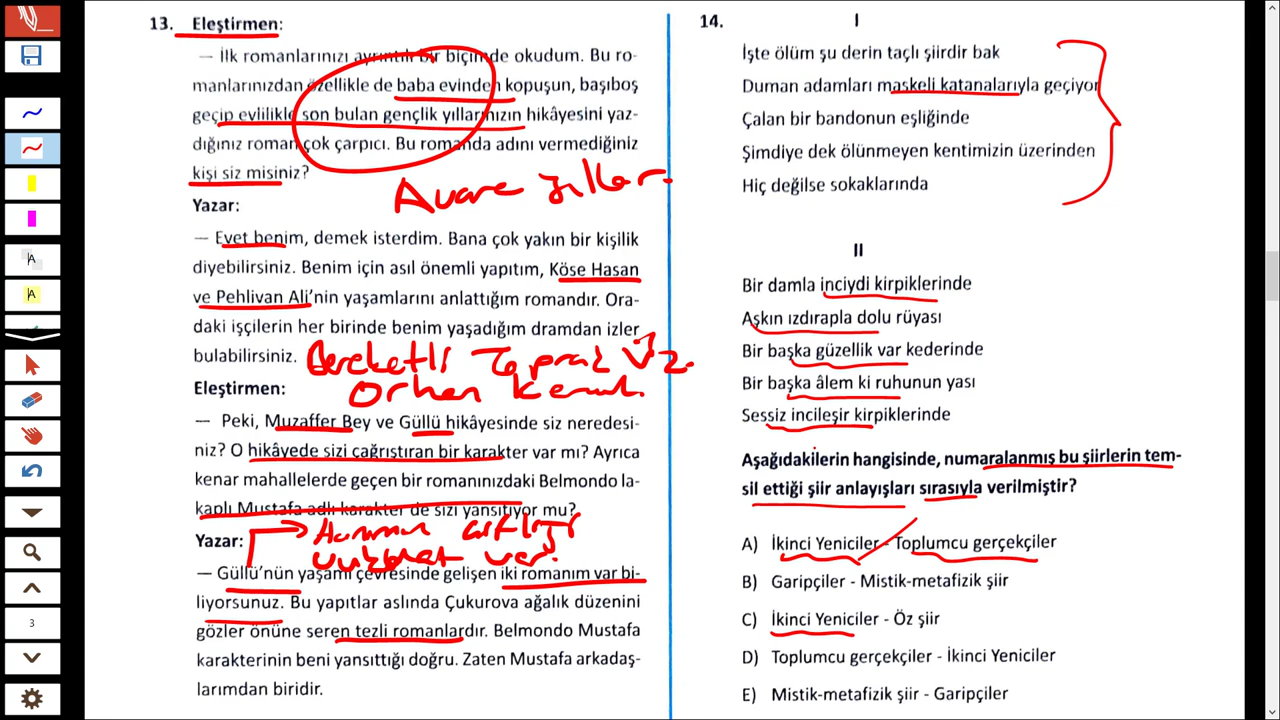 13. Eleştirmen:
— İlk romanlarınızı ayrıntılı bir biçimde okudum. Bu ro-
manlarınızdan özellikle de baba evinden kopuşun, başıboş
geçip evlilikle son bulan gençlik yıllarınızın hikâyesini yaz-
dığınız roman çok çarpıcı. Bu romanda adını vermediğiniz
kişi siz misiniz?
Avare Yıllar
Yazar:
— Evet benim, demek isterdim. Bana çok yakın bir kişilik
diyebilirsiniz. Benim için asıl önemli yapıtım, Köse Hasan
ve Pehlivan Ali'nin yaşamlarını anlattığım romandır. Ora-
daki işçilerin her birinde benim yaşadığım dramdan izler
bulabilirsiniz.
Bereketli Topraklar Üz.
Orhan Kemal.
Eleştirmen:
— Peki, Muzaffer Bey ve Güllü hikâyesinde siz neredesi-
niz? O hikâyede sizi çağrıştıran bir karakter var mı? Ayrıca
kenar mahallelerde geçen bir romanınızdaki Belmondo la-
kaplı Mustafa adlı karakter de sizi yansıtıyor mu?
Hanımın Çiftliği
Vukuat Var
Yazar:
— Güllü'nün yaşamı çevresinde gelişen iki romanım var bi-
liyorsunuz. Bu yapıtlar aslında Çukurova ağalık düzenini
gözler önüne seren tezli romanlardır. Belmondo Mustafa
karakterinin beni yansıttığı doğru. Zaten Mustafa arkadaş-
larımdan biridir.
14.
I
İşte ölüm şu derin taçlı şiirdir bak
Duman adamları maskeli katanalarıyla geçiyor
Çalan bir bandonun eşliğinde
Şimdiye dek ölünmeyen kentimizin üzerinden
Hiç değilse sokaklarında
II
Bir damla inciydi kirpiklerinde
Aşkın ızdırapla dolu rüyası
Bir başka güzellik var kederinde
Bir başka âlem ki ruhunun yası
Sessiz incileşir kirpiklerinde
Aşağıdakilerin hangisinde, numaralanmış bu şiirlerin tem-
sil ettiği şiir anlayışları sırasıyla verilmiştir?
A) İkinci Yeniciler - Toplumcu gerçekçiler
B) Garipçiler - Mistik-metafizik şiir
C) İkinci Yeniciler - Öz şiir
D) Toplumcu gerçekçiler - İkinci Yeniciler
E) Mistik-metafizik şiir - Garipçiler
A
A
3